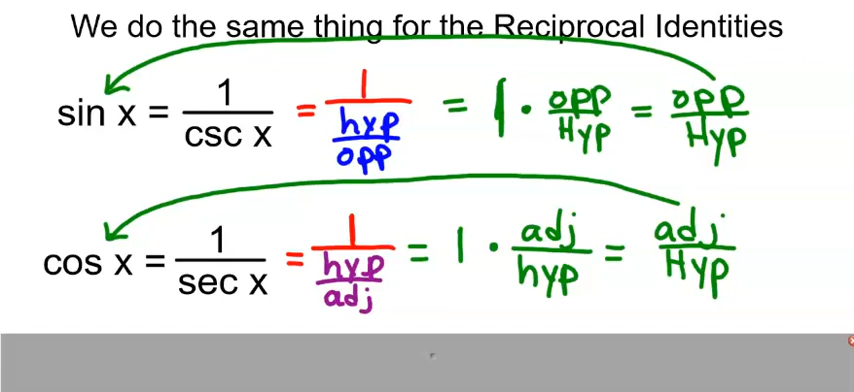 We do the same thing for the Reciprocal Identities
sin x = 1/csc x = 1/(hyp/opp) = 1 · opp/Hyp = opp/Hyp
cos x = 1/sec x = 1/(hyp/adj) = 1 · adj/hyp = adj/Hyp